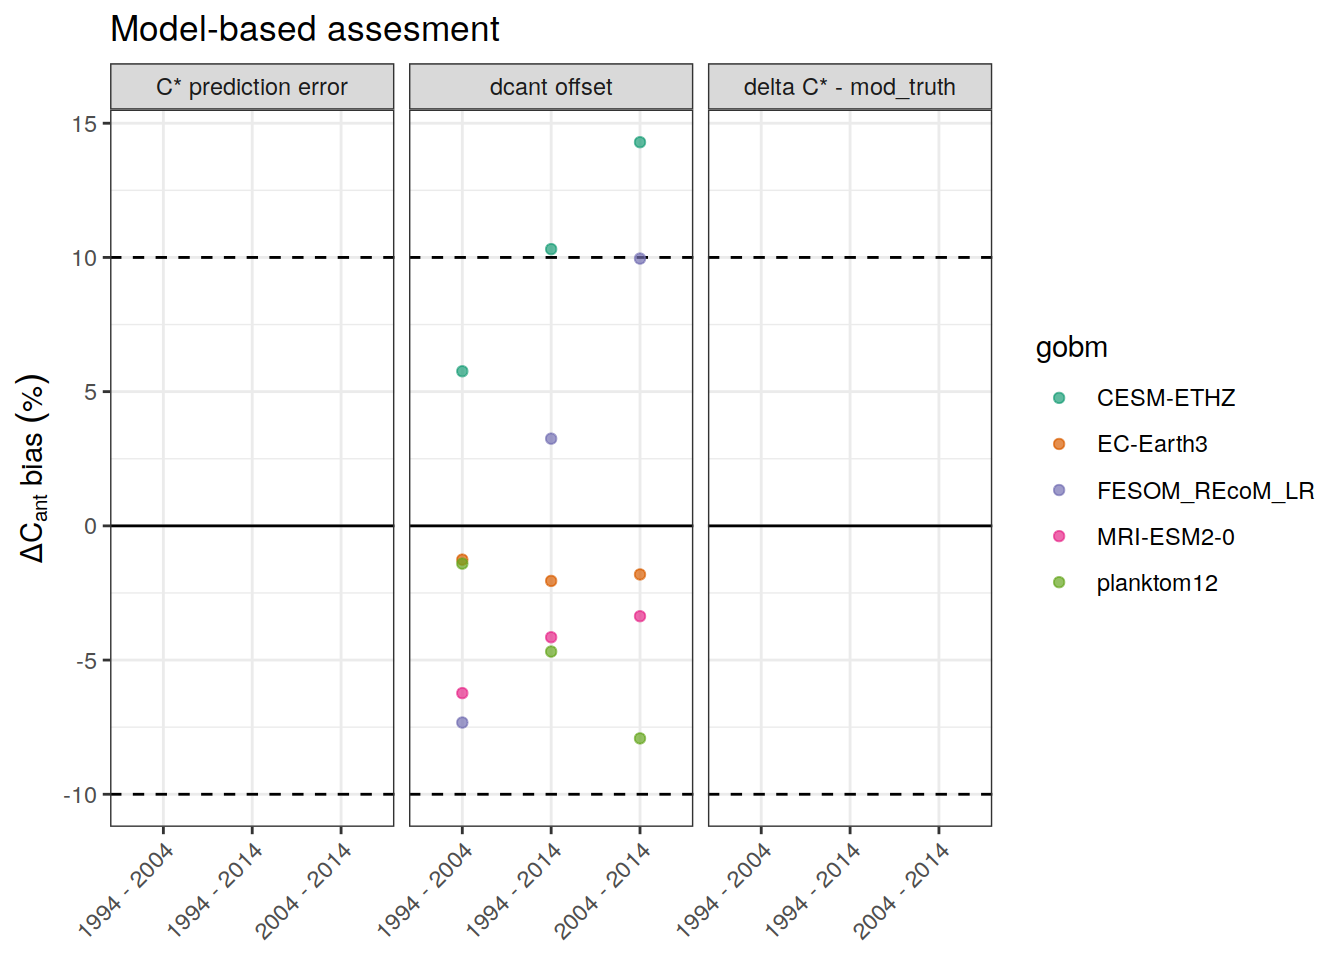 Model-based assesment
C* prediction error
dcant offset
delta C* - mod_truth
ΔCant bias (%)
15
10
5
0
-5
-10
1994 - 2004
1994 - 2014
2004 - 2014
1994 - 2004
1994 - 2014
2004 - 2014
1994 - 2004
1994 - 2014
2004 - 2014
gobm
CESM-ETHZ
EC-Earth3
FESOM_REcoM_LR
MRI-ESM2-0
planktom12